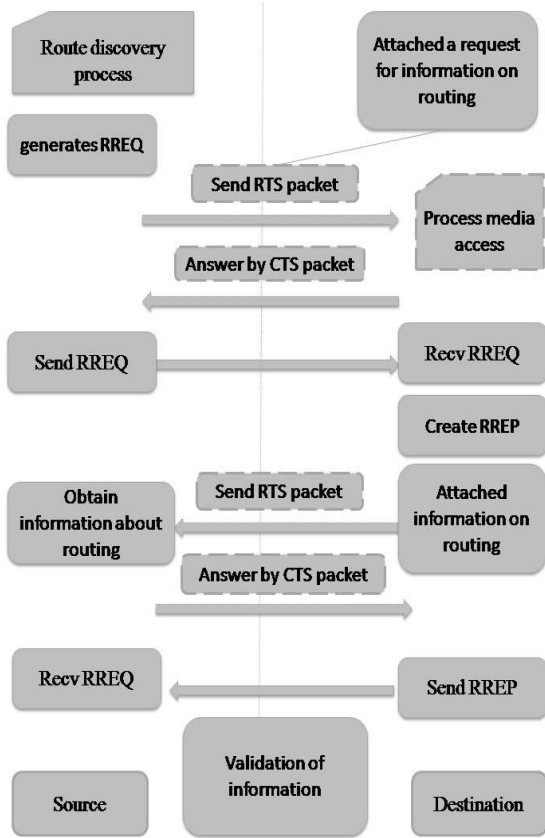 Route discovery
process
Attached a request
for information on
routing
generates RREQ
Send RTS packet
Process media
access
Answer by CTS packet
Send RREQ
Recv RREQ
Create RREP
Send RTS packet
Obtain
information about
routing
Attached
information on
routing
Answer by CTS packet
Recv RREQ
Send RREP
Validation of
information
Source
Destination